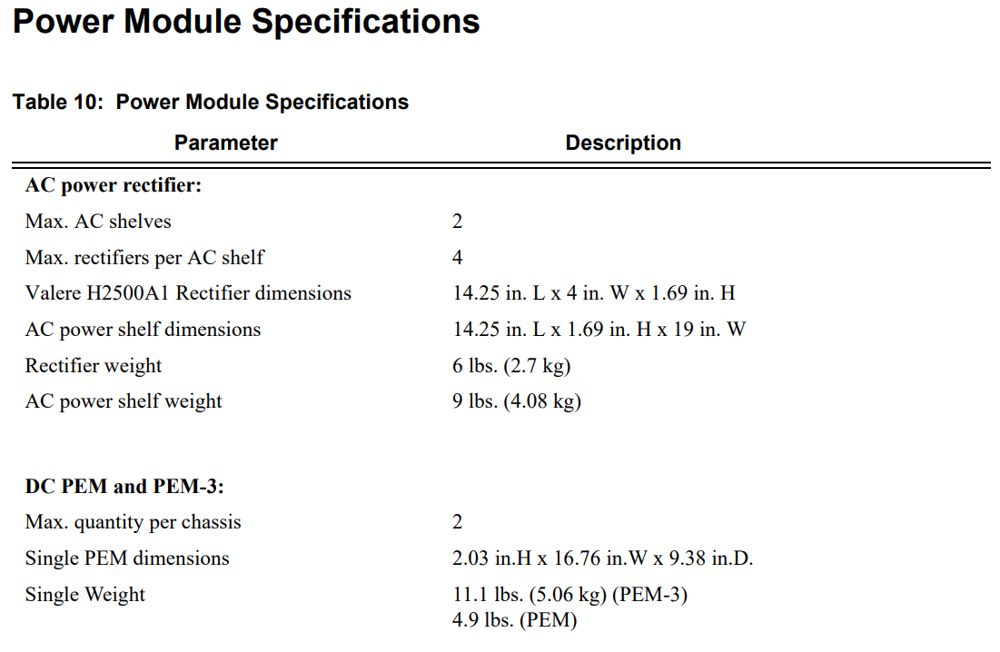 Power Module Specifications
Table 10:  Power Module Specifications
Parameter Description
AC power rectifier:
Max. AC shelves 2
Max. rectifiers per AC shelf 4
Valere H2500A1 Rectifier dimensions 14.25 in. L x 4 in. W x 1.69 in. H
AC power shelf dimensions 14.25 in. L x 1.69 in. H x 19 in. W
Rectifier weight 6 lbs. (2.7 kg)
AC power shelf weight 9 lbs. (4.08 kg)
DC PEM and PEM-3:
Max. quantity per chassis 2
Single PEM dimensions 2.03 in.H x 16.76 in.W x 9.38 in.D.
Single Weight 11.1 lbs. (5.06 kg) (PEM-3)
4.9 lbs. (PEM)